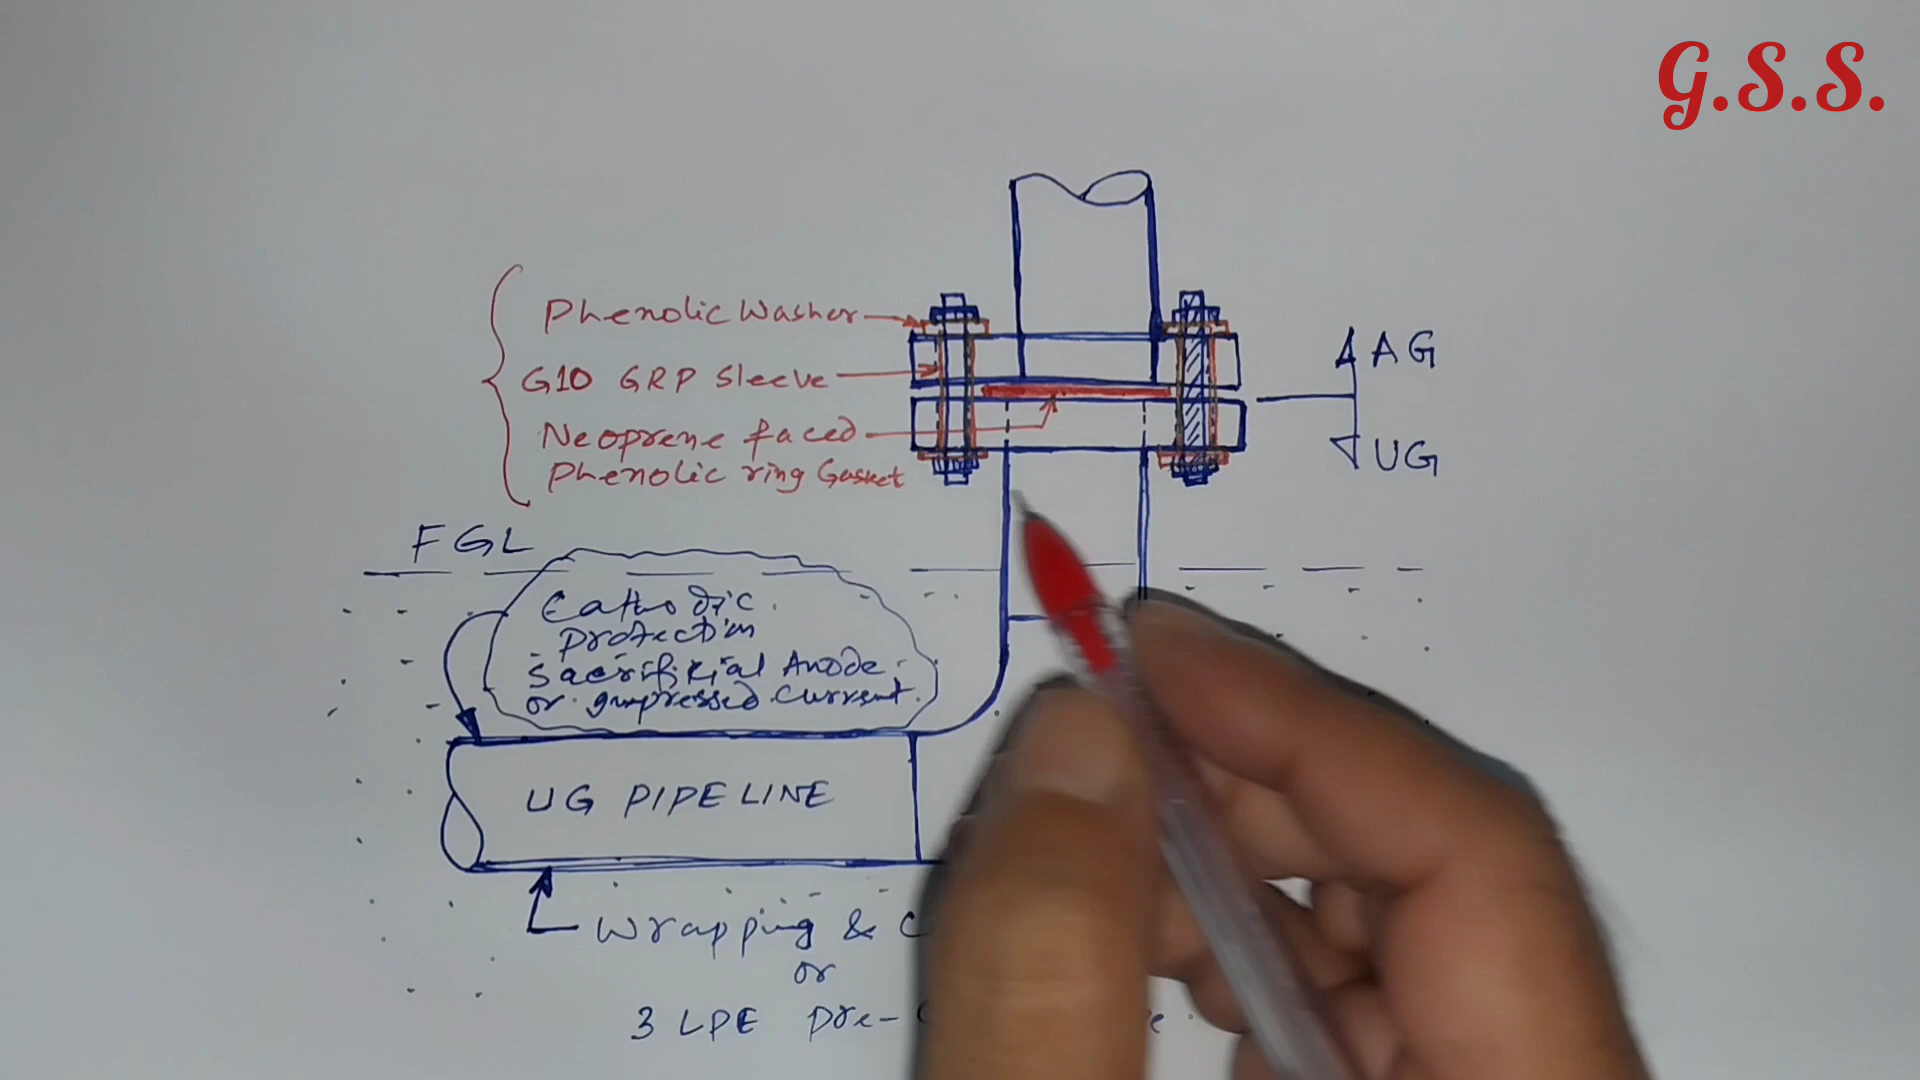 G.S.S.
Phenolic Washer
G10 GRP Sleeve
Neoprene faced
Phenolic ring Gasket
AG
UG
FGL
Cathodic
protection
Sacrificial Anode
or impressed current
UG PIPELINE
Wrapping &
or
3 LPE pre-